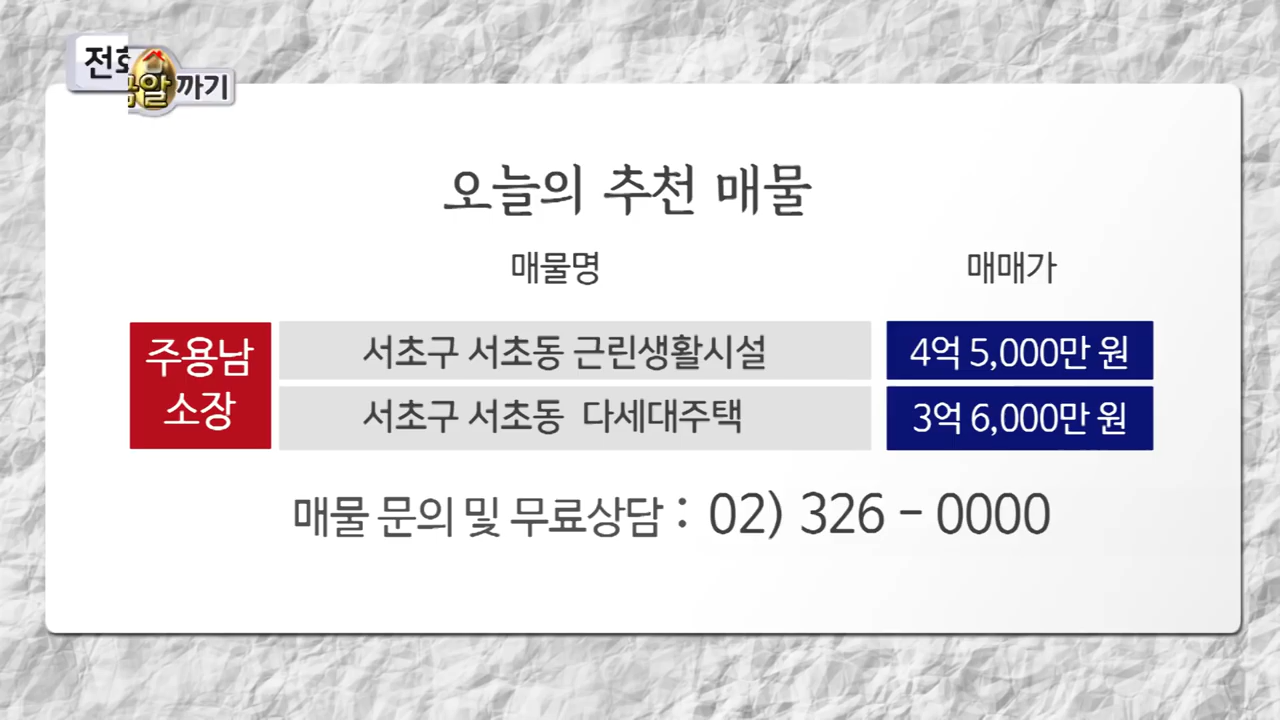 알까기
오늘의 추천 매물
매물명 매매가
주용남 소장
서초구 서초동 근린생활시설 4억 5,000만 원
서초구 서초동 다세대주택 3억 6,000만 원
매물 문의 및 무료상담 : 02) 326 - 0000